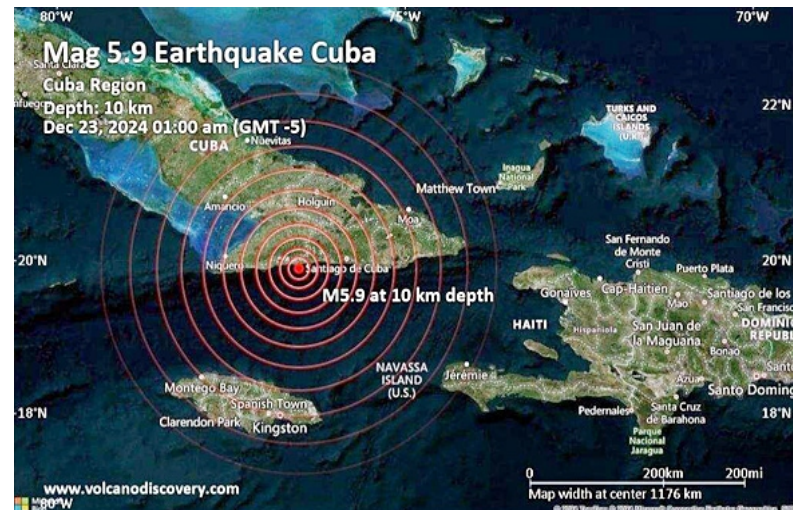 80°W
75°W
70°W
Mag 5.9 Earthquake Cuba
Santa Clara
Cuba Region
Depth: 10 km
Dec 23, 2024 01:00 am (GMT -5)
22°N
22°N
TURKS AND
CAICOS
ISLANDS
(U.K.)
CUBA
Nuevitas
Inagua
National
Park
Matthew Town
Amancio
Holguín
Moa
20°N
20°N
Niquero
Santiago de Cuba
M5.9 at 10 km depth
San Fernando
de Monte
Cristi
Puerto Plata
Gonaïves
Cap-Haïtien
Mao
Santiago de los
San Francisco
HAITI
Hispaniola
San Juan de
la Maguana
DOMINIC
REPUBL
Bonao
NAVASSA
ISLAND
(U.S.)
Jérémie
Azua
Santo Doming
Montego Bay
Spanish Town
Clarendon Park
Kingston
18°N
18°N
Pedernales
Santa Cruz
de Barahona
Parque
Nacional
Jaragua
0
200km
200mi
Map width at center 1176 km
www.volcanodiscovery.com
80°W